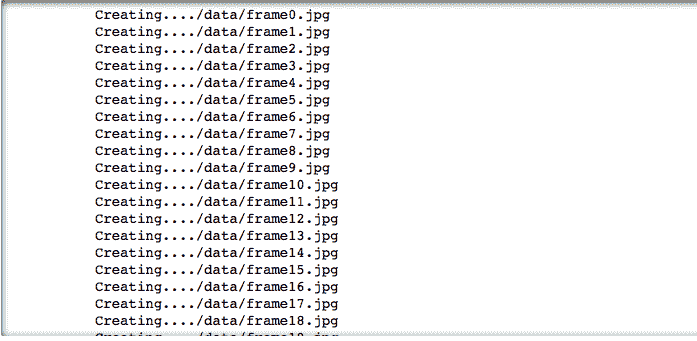 Creating..../data/frame0.jpg
Creating..../data/frame1.jpg
Creating..../data/frame2.jpg
Creating..../data/frame3.jpg
Creating..../data/frame4.jpg
Creating..../data/frame5.jpg
Creating..../data/frame6.jpg
Creating..../data/frame7.jpg
Creating..../data/frame8.jpg
Creating..../data/frame9.jpg
Creating..../data/frame10.jpg
Creating..../data/frame11.jpg
Creating..../data/frame12.jpg
Creating..../data/frame13.jpg
Creating..../data/frame14.jpg
Creating..../data/frame15.jpg
Creating..../data/frame16.jpg
Creating..../data/frame17.jpg
Creating..../data/frame18.jpg